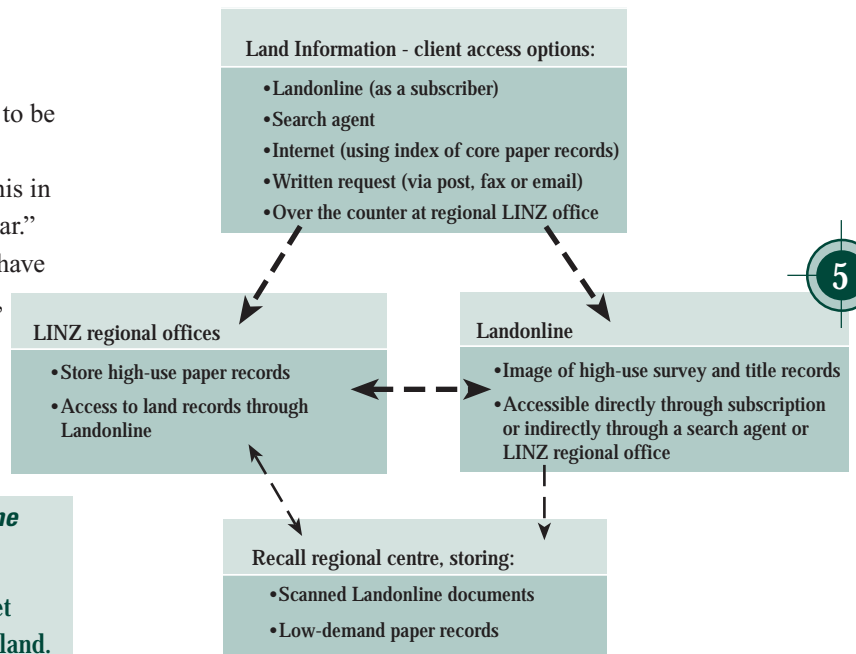 to be
his in
ar.”
have
,
ne
et
land.
Land Information - client access options:
•Landonline (as a subscriber)
•Search agent
•Internet (using index of core paper records)
•Written request (via post, fax or email)
•Over the counter at regional LINZ office
5
LINZ regional offices
•Store high-use paper records
•Access to land records through
Landonline
Landonline
•Image of high-use survey and title records
•Accessible directly through subscription
or indirectly through a search agent or
LINZ regional office
Recall regional centre, storing:
•Scanned Landonline documents
•Low-demand paper records